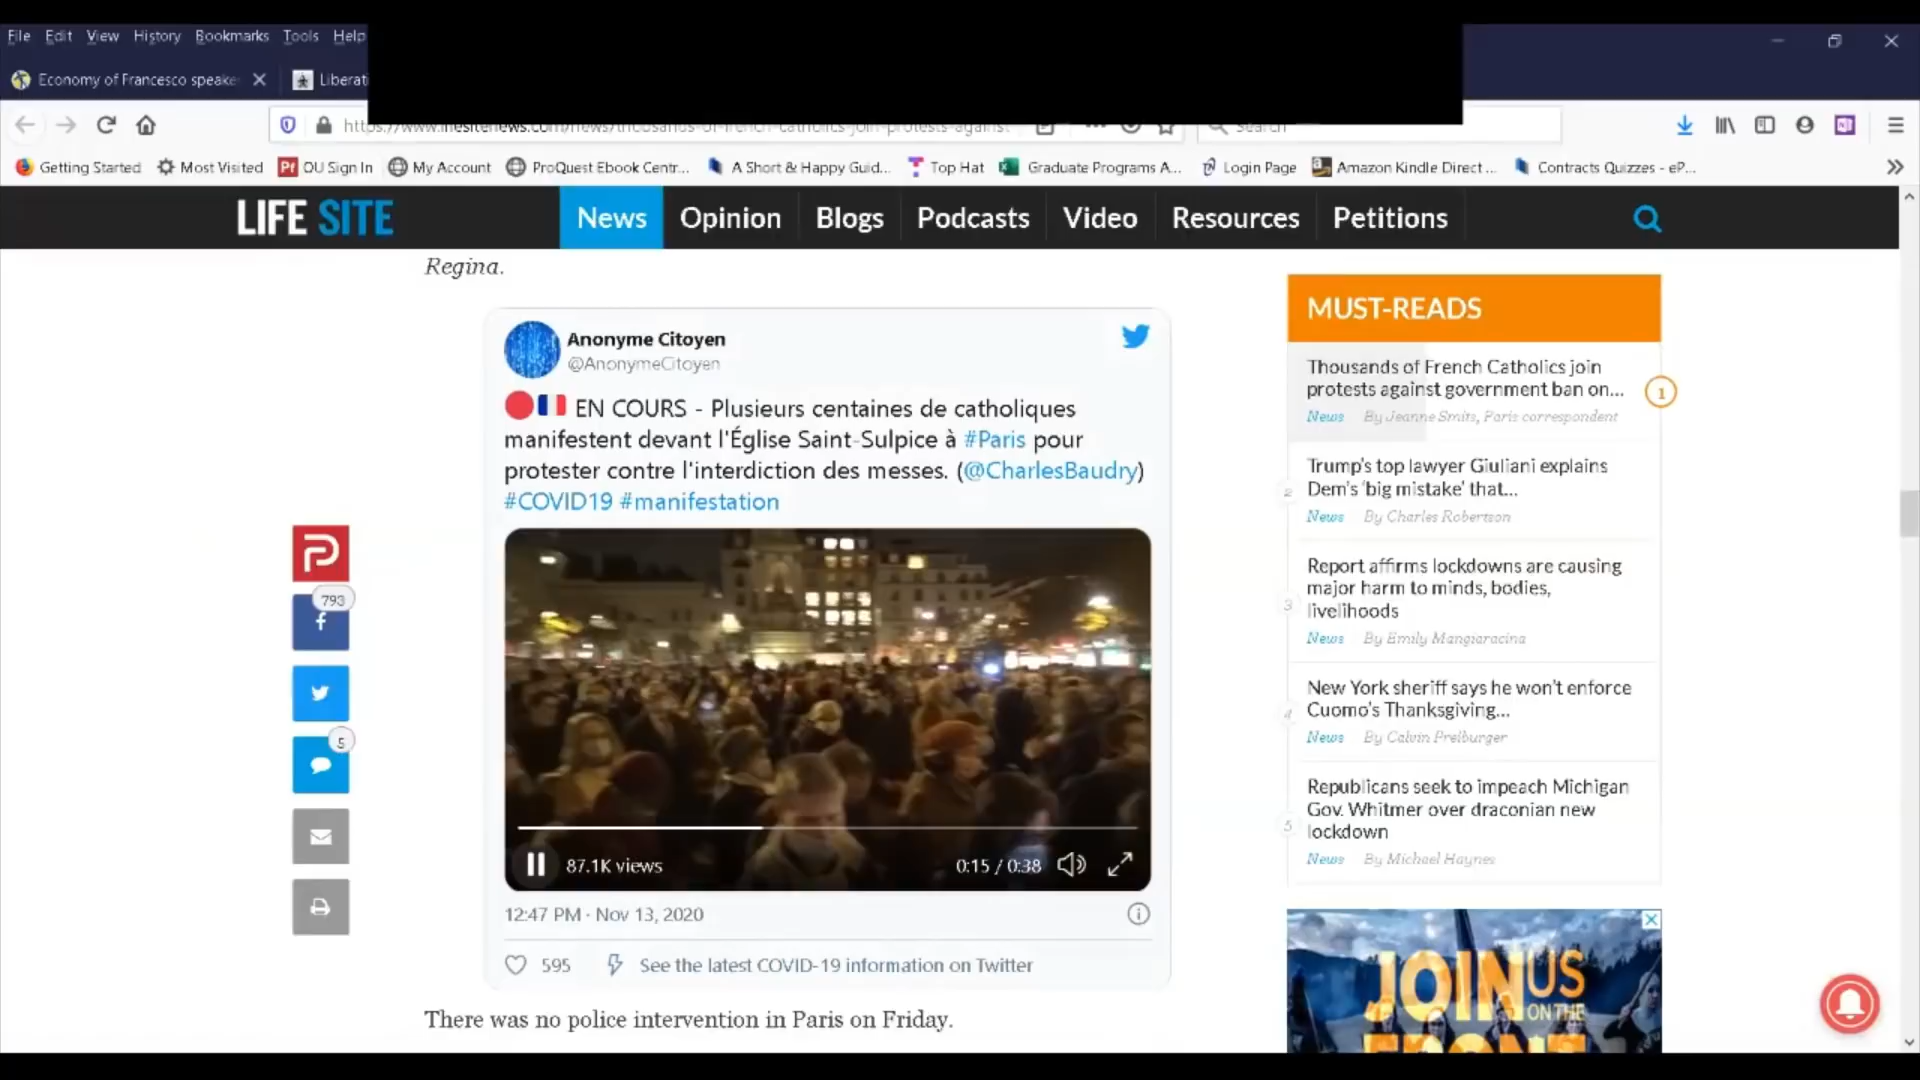 File Edit View History Bookmarks Tools Help
Economy of Francesco speake
Liberati
Search
Getting Started Most Visited OU Sign In My Account ProQuest Ebook Centr... A Short & Happy Guid... Top Hat Graduate Programs A... Login Page Amazon Kindle Direct ... Contracts Quizzes - eP...
LIFE SITE News Opinion Blogs Podcasts Video Resources Petitions
Regina.
Anonyme Citoyen
@AnonymeCitoyen
EN COURS - Plusieurs centaines de catholiques
manifestent devant l'Église Saint-Sulpice à #Paris pour
protester contre l'interdiction des messes. (@CharlesBaudry)
#COVID19 #manifestation
87.1K views 0:15 / 0:38
12:47 PM · Nov 13, 2020
595 See the latest COVID-19 information on Twitter
There was no police intervention in Paris on Friday.
793
5
MUST-READS
Thousands of French Catholics join
protests against government ban on...
1
News By Jeanne Smits, Paris correspondent
Trump's top lawyer Giuliani explains
2
Dem's 'big mistake' that...
News By Charles Robertson
Report affirms lockdowns are causing
major harm to minds, bodies,
3
livelihoods
News By Emily Mangiaracina
New York sheriff says he won't enforce
4
Cuomo's Thanksgiving...
News By Calvin Freiburger
Republicans seek to impeach Michigan
Gov. Whitmer over draconian new
5
lockdown
News By Michael Haynes
JOIN US
ON THE
FRONT